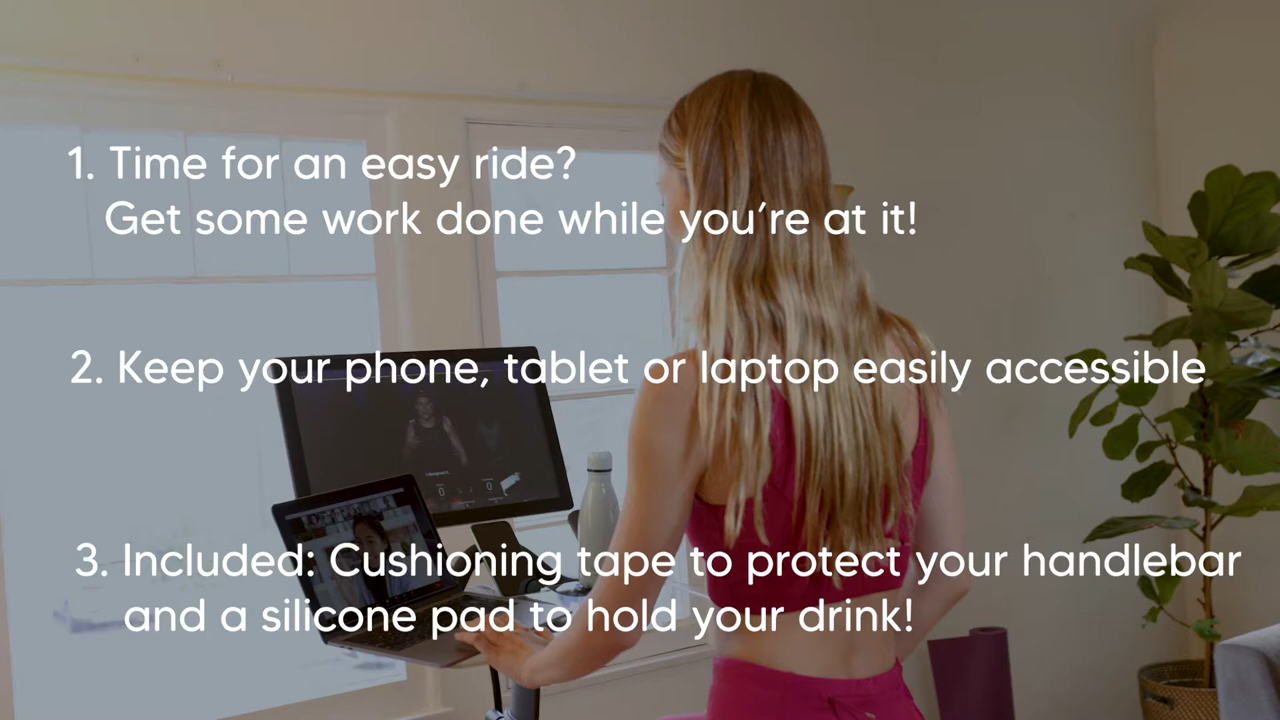 1. Time for an easy ride?
Get some work done while you're at it!
2. Keep your phone, tablet or laptop easily accessible
3. Included: Cushioning tape to protect your handlebar
and a silicone pad to hold your drink!
0
0